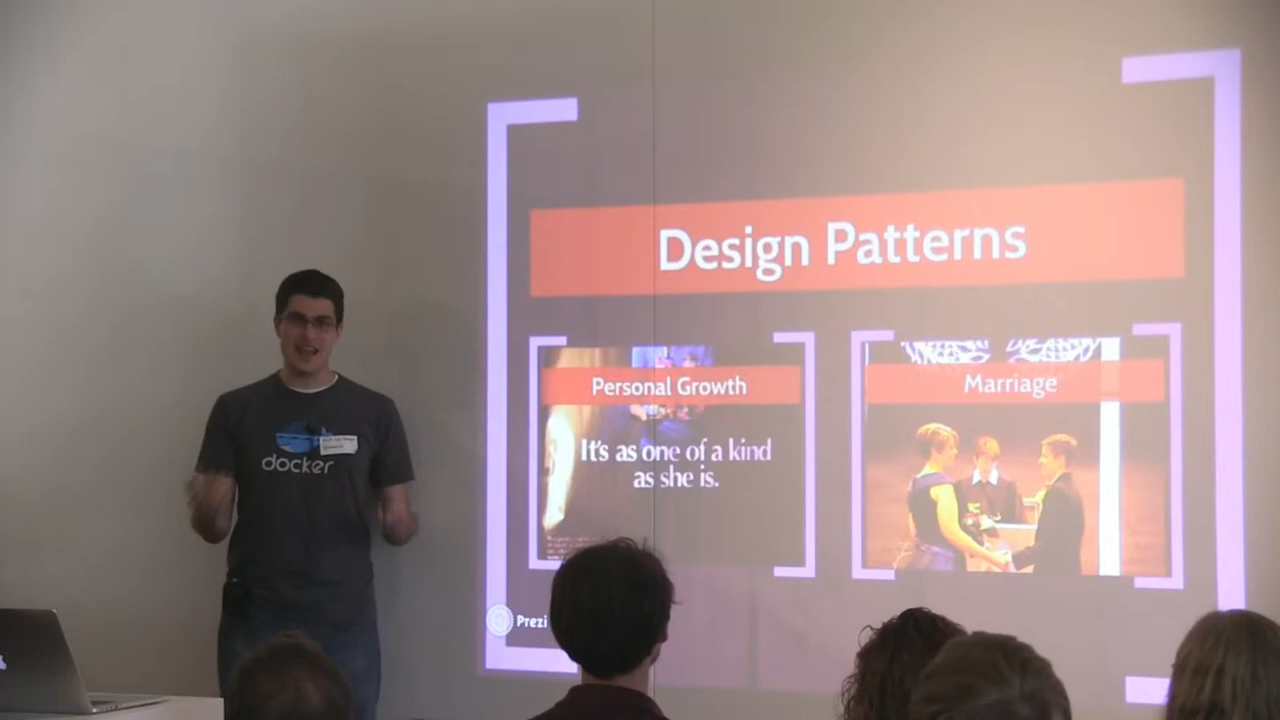 Design Patterns
Personal Growth
It's as one of a kind
as she is.
Marriage
docker
Prezi